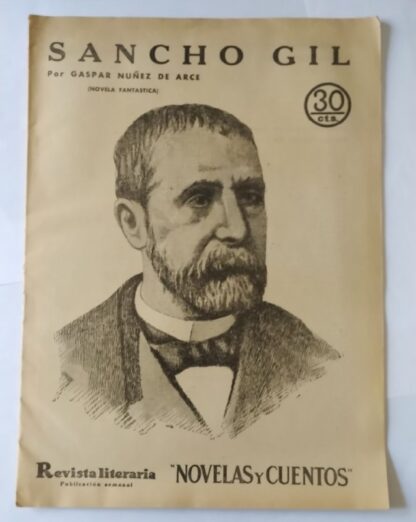 SANCHO GIL
Por GASPAR NUÑEZ DE ARCE
(NOVELA FANTASTICA)
30
cts.
Revista literaria "NOVELAS Y CUENTOS"
Publicación semanal